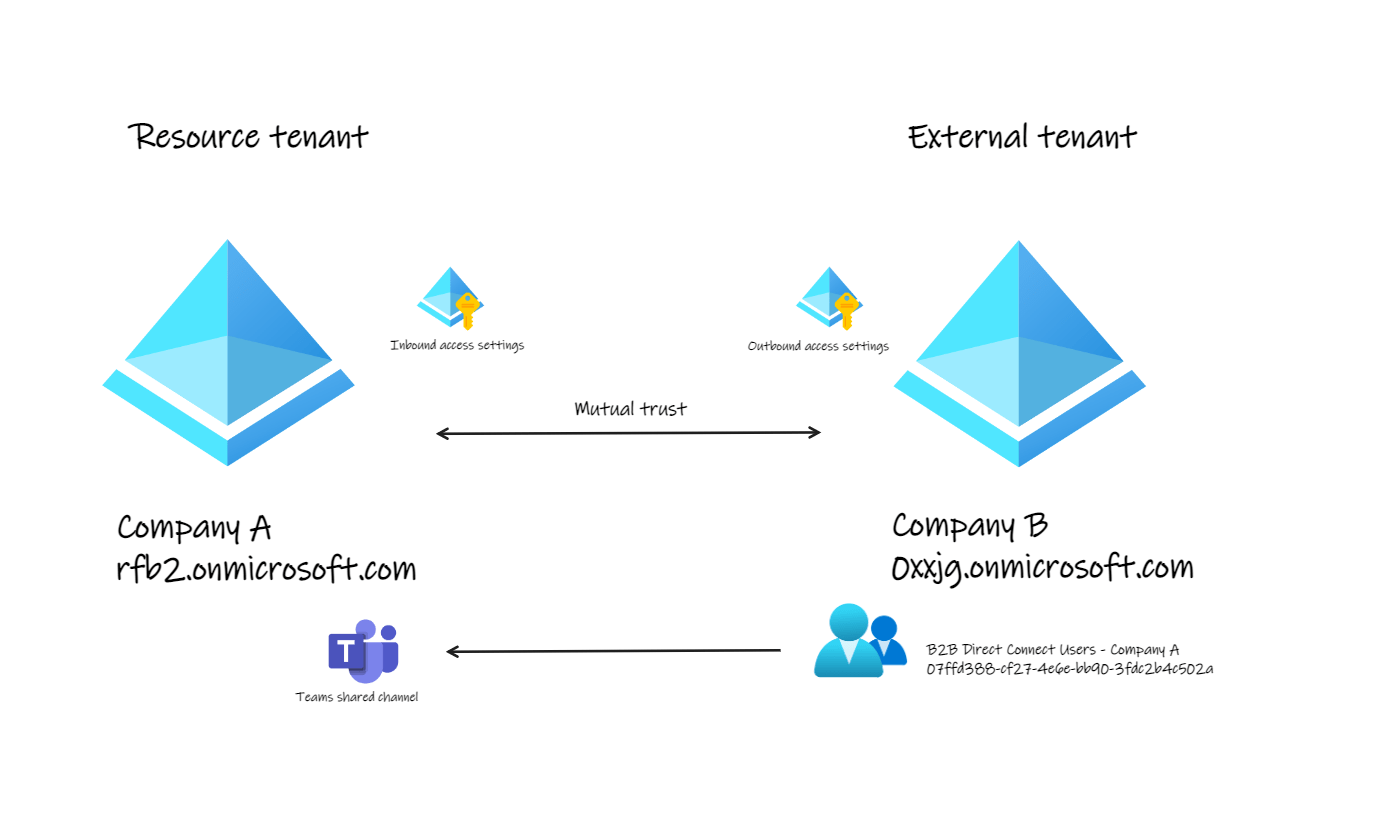 Resource tenant
External tenant
Inbound access settings
Outbound access settings
Mutual trust
Company A
rfb2.onmicrosoft.com
Company B
0xxjg.onmicrosoft.com
T
Teams shared channel
B2B Direct Connect Users - Company A
07ffd388-cf27-4e6e-bb90-3fdc2b4c502a